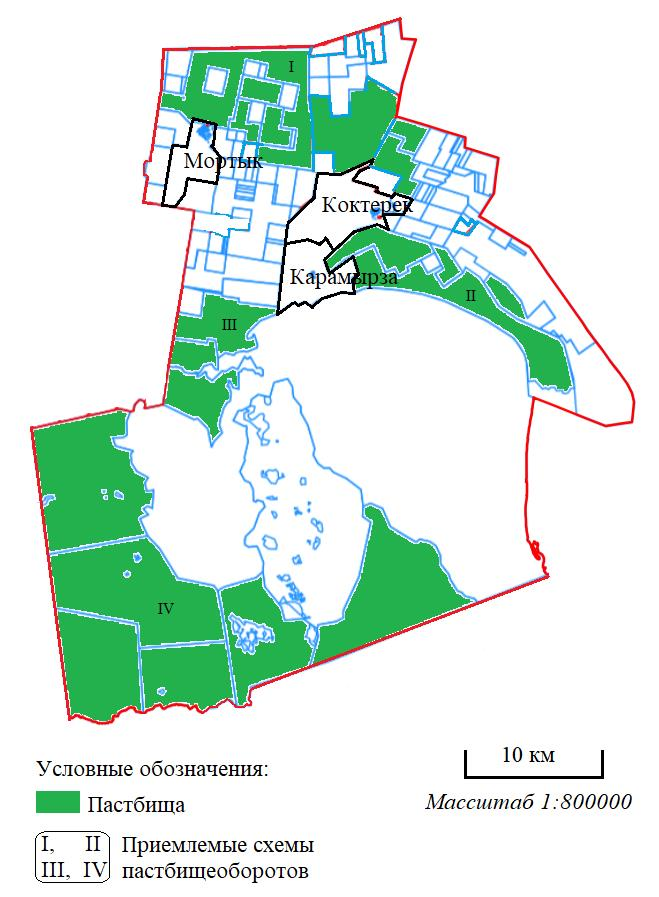 I
Мортык
Коктерек
Карамырза
II
III
IV
10 км
Условные обозначения:
Масштаб 1:800000
Пастбища
I, II Приемлемые схемы
III, IV пастбищеоборотов